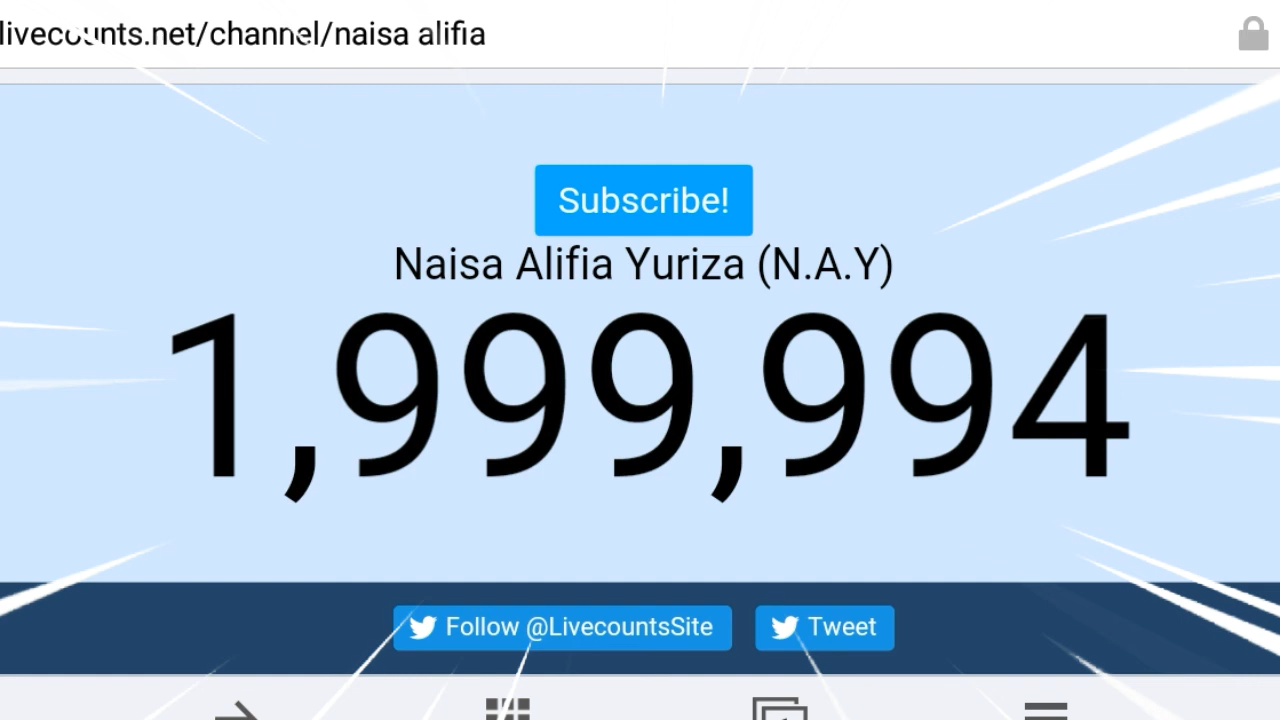 livecounts.net/channel/naisa alifia
Subscribe!
Naisa Alifia Yuriza (N.A.Y)
1,999,994
Follow @LivecountsSite
Tweet